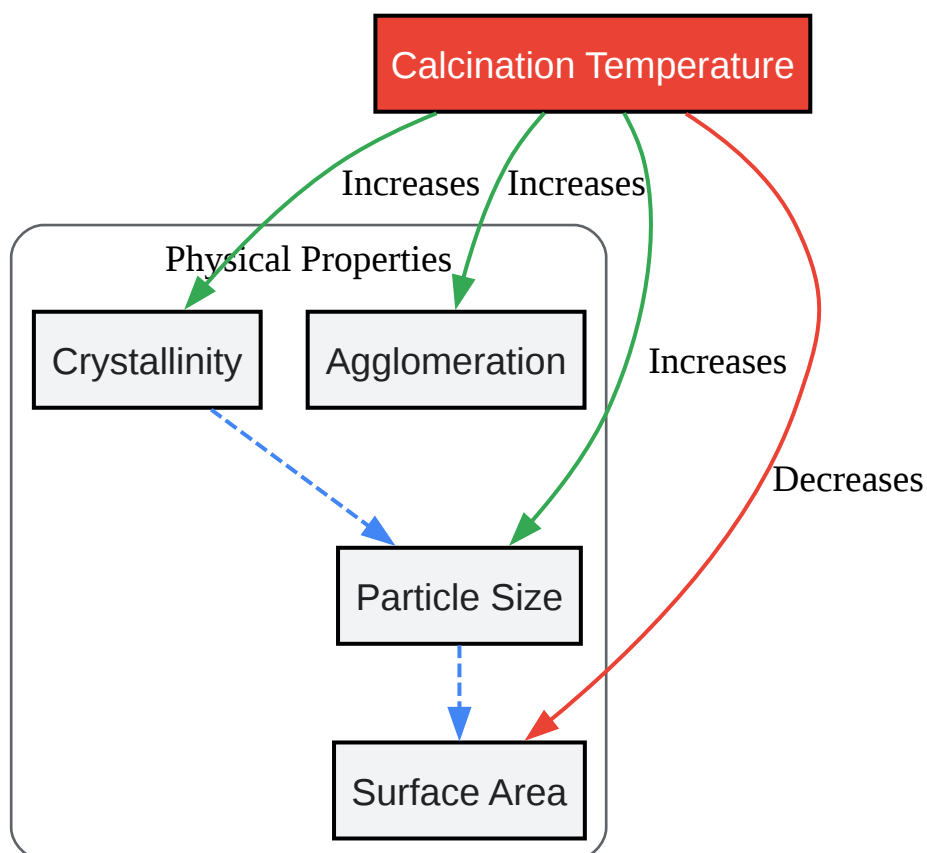 Calcination Temperature
Increases
Increases
Physical Properties
Crystallinity
Agglomeration
Increases
Decreases
Particle Size
Surface Area